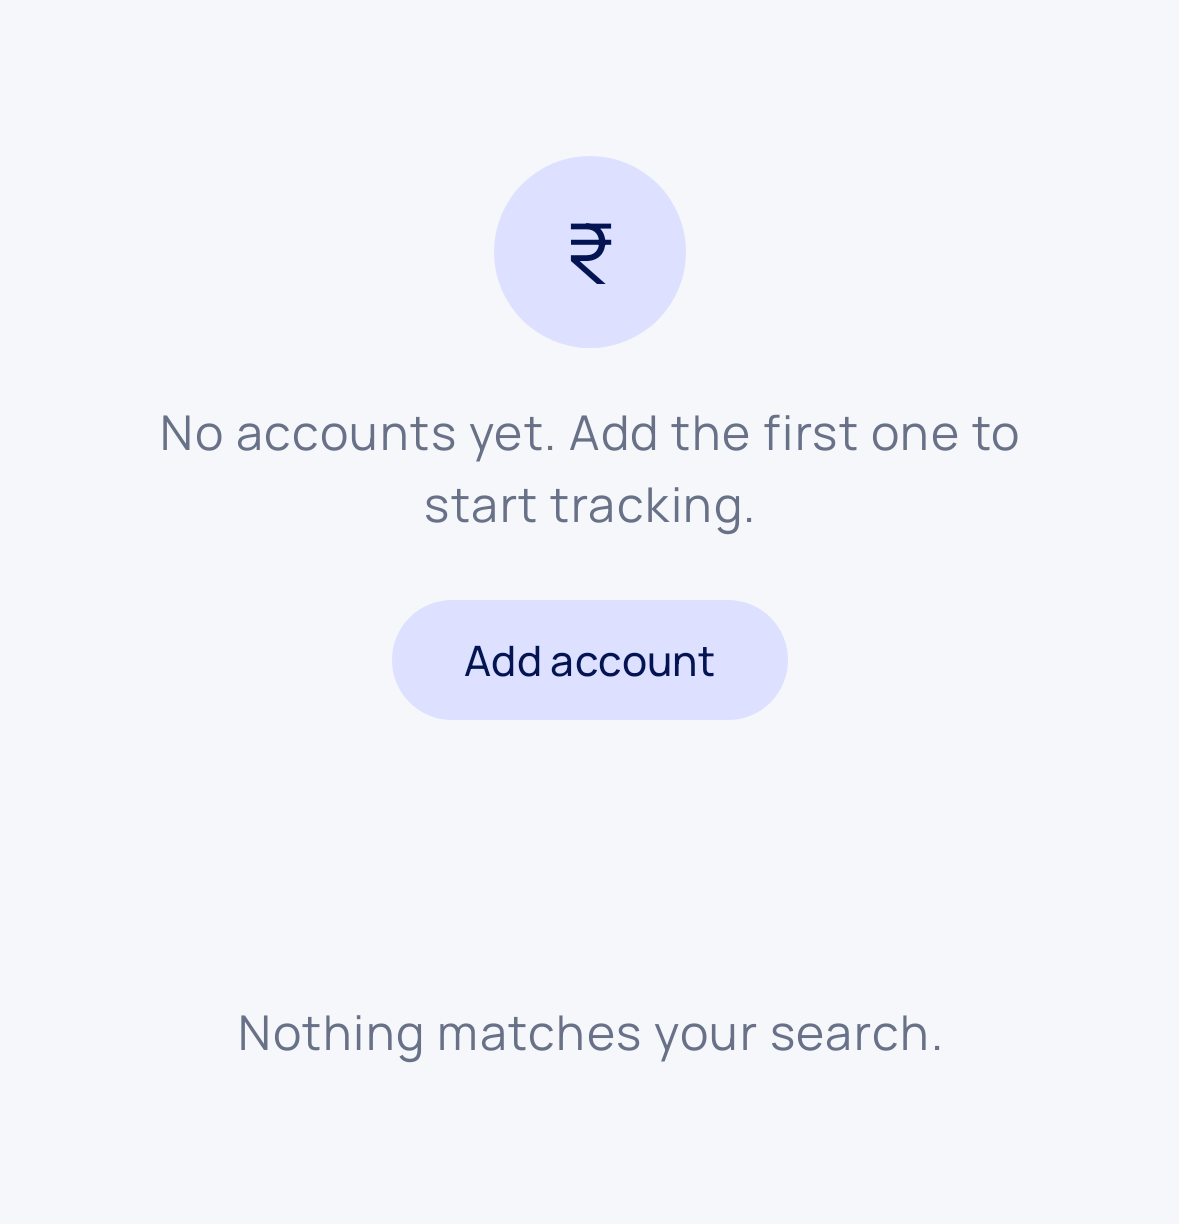 ₹
No accounts yet. Add the first one to
start tracking.
Add account
Nothing matches your search.